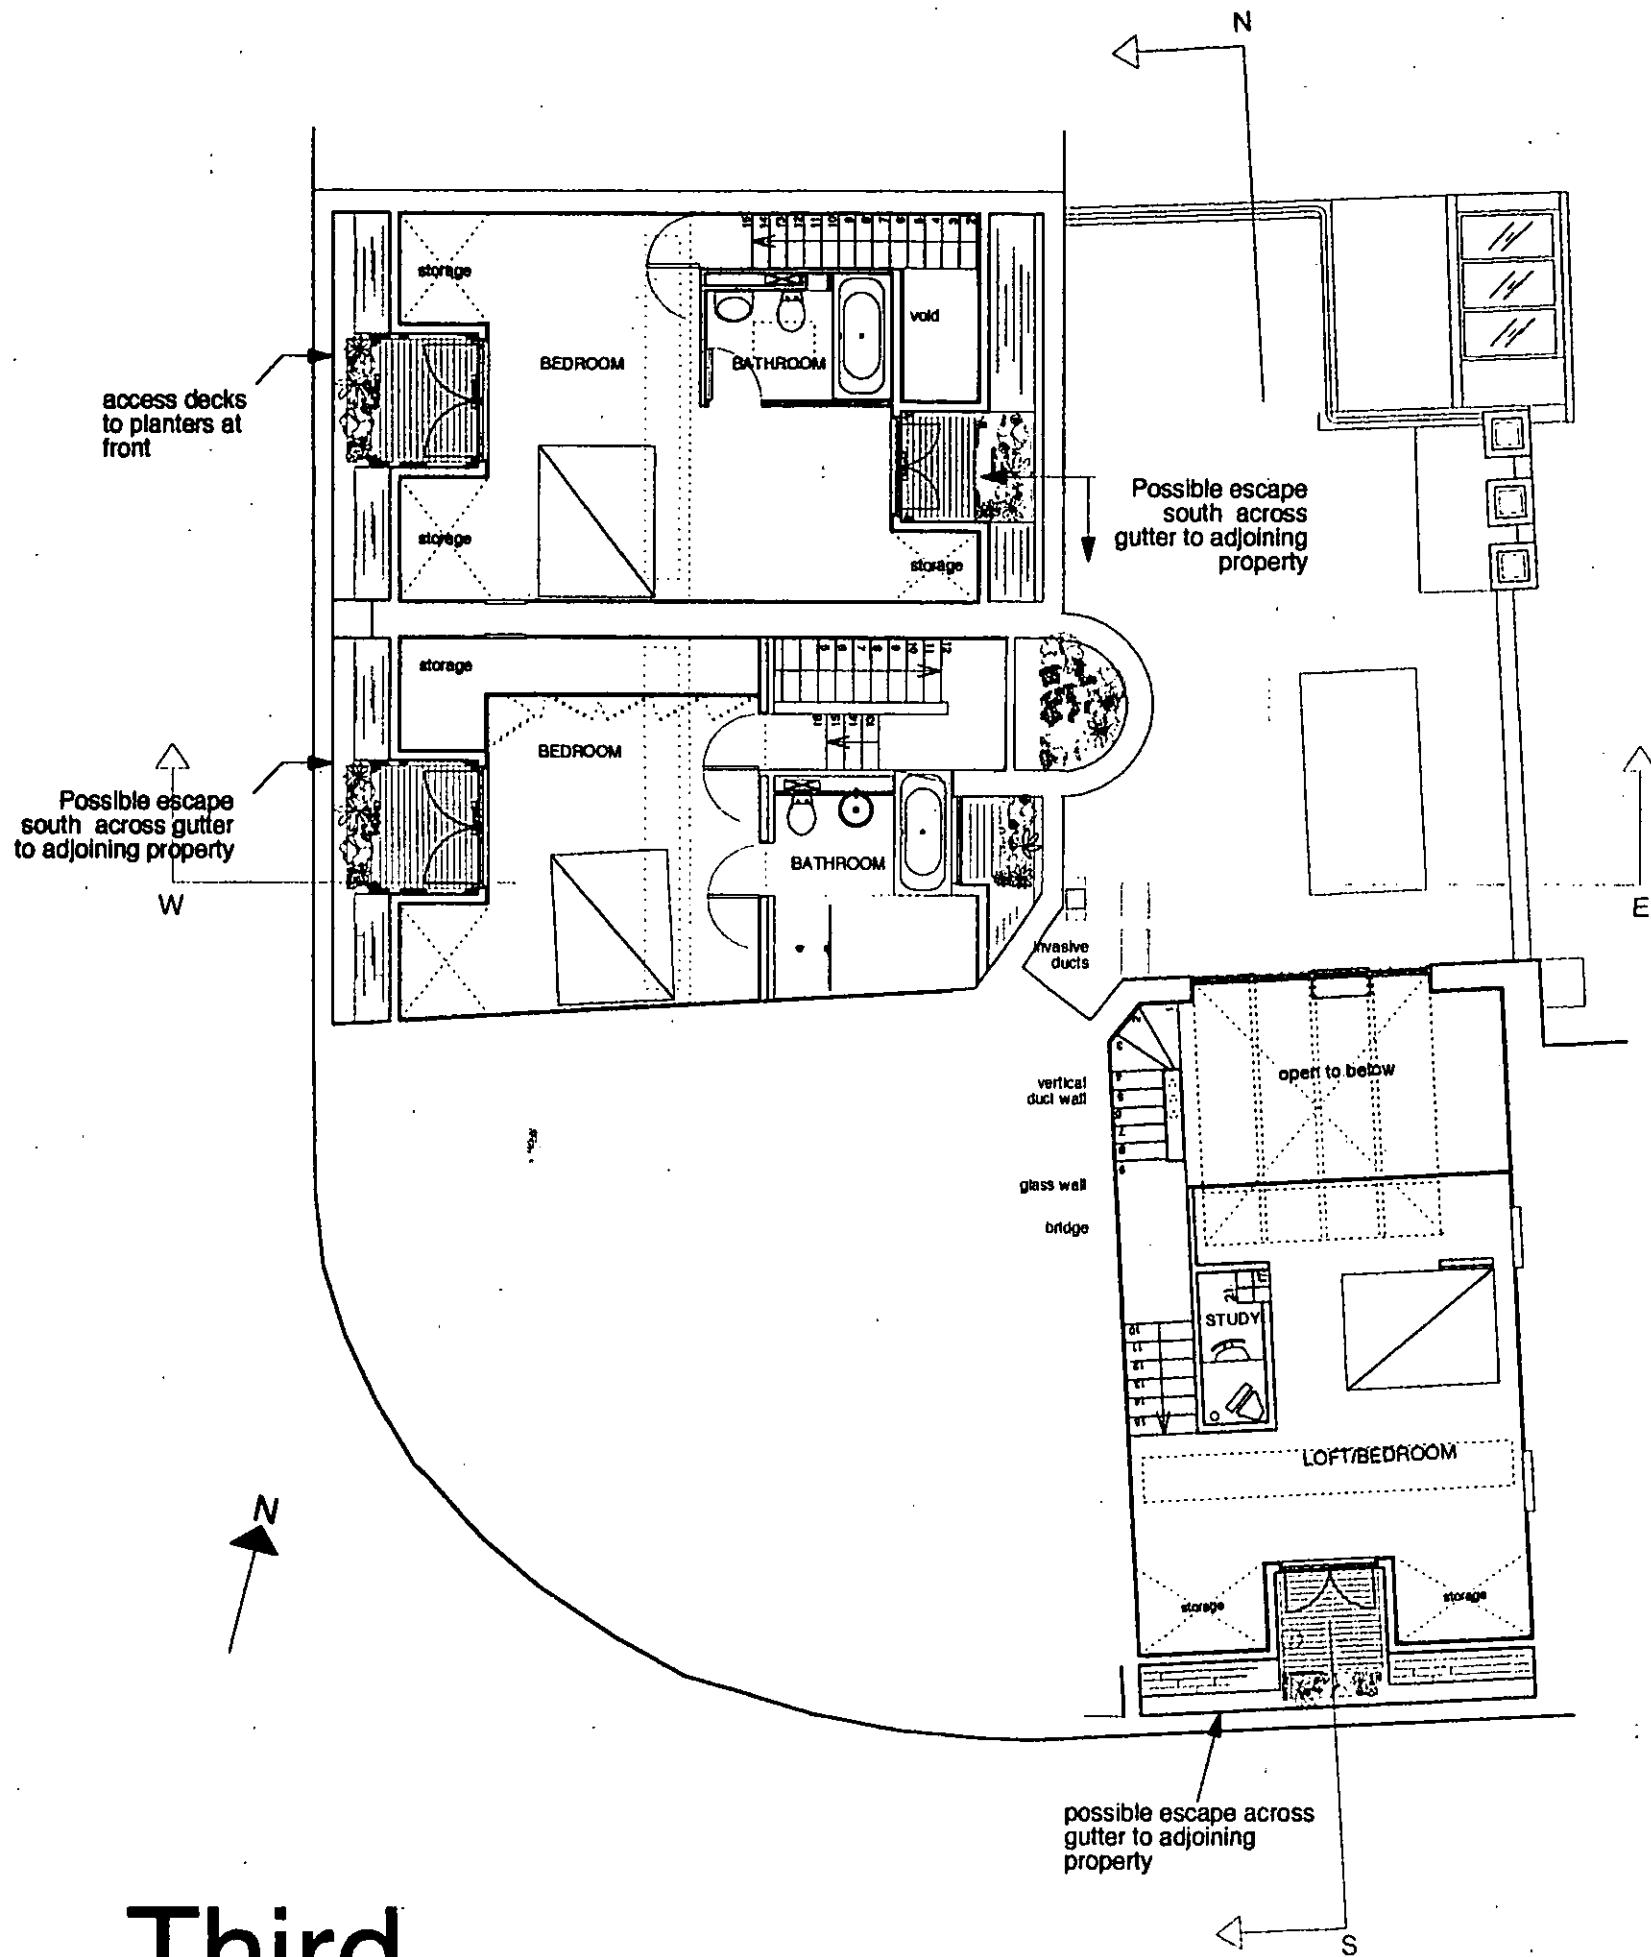 N
storage
void
BEDROOM
BATHROOM
access decks
to planters at
front
Possible escape
south across
gutter to adjoining
property
storage
storage
storage
BEDROOM
Possible escape
south across gutter
to adjoining property
BATHROOM
W
E
invasive
ducts
open to below
vertical
duct wall
glass wall
bridge
STUDY
LOFT/BEDROOM
N
storage
storage
possible escape across
gutter to adjoining
property
Third
S